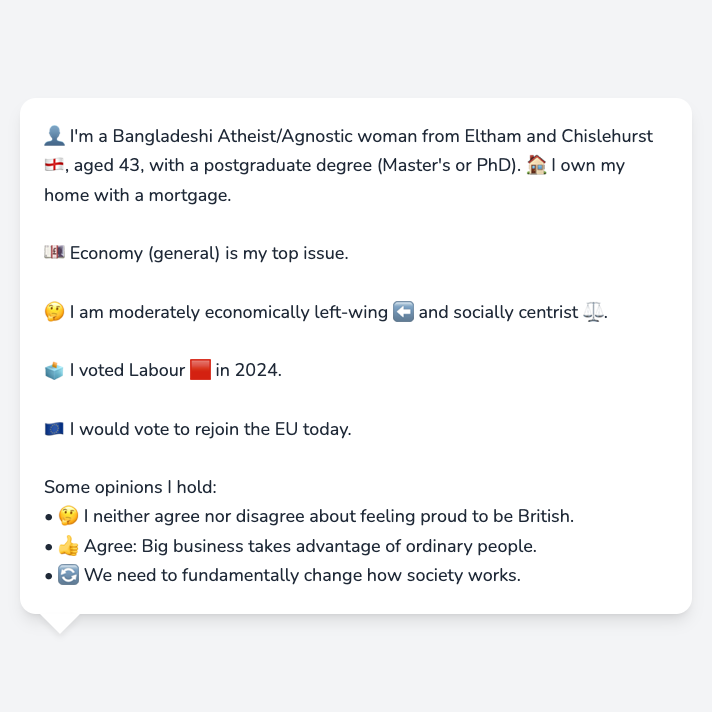 👤 I'm a Bangladeshi Atheist/Agnostic woman from Eltham and Chislehurst
🏴󠁧󠁢󠁥󠁮󠁧󠁿, aged 43, with a postgraduate degree (Master's or PhD). 🏠 I own my
home with a mortgage.
💷 Economy (general) is my top issue.
🤔 I am moderately economically left-wing ⬅️ and socially centrist ⚖️.
🗳️ I voted Labour 🟥 in 2024.
🇪🇺 I would vote to rejoin the EU today.
Some opinions I hold:
• 🤔 I neither agree nor disagree about feeling proud to be British.
• 👍 Agree: Big business takes advantage of ordinary people.
• 🔄 We need to fundamentally change how society works.